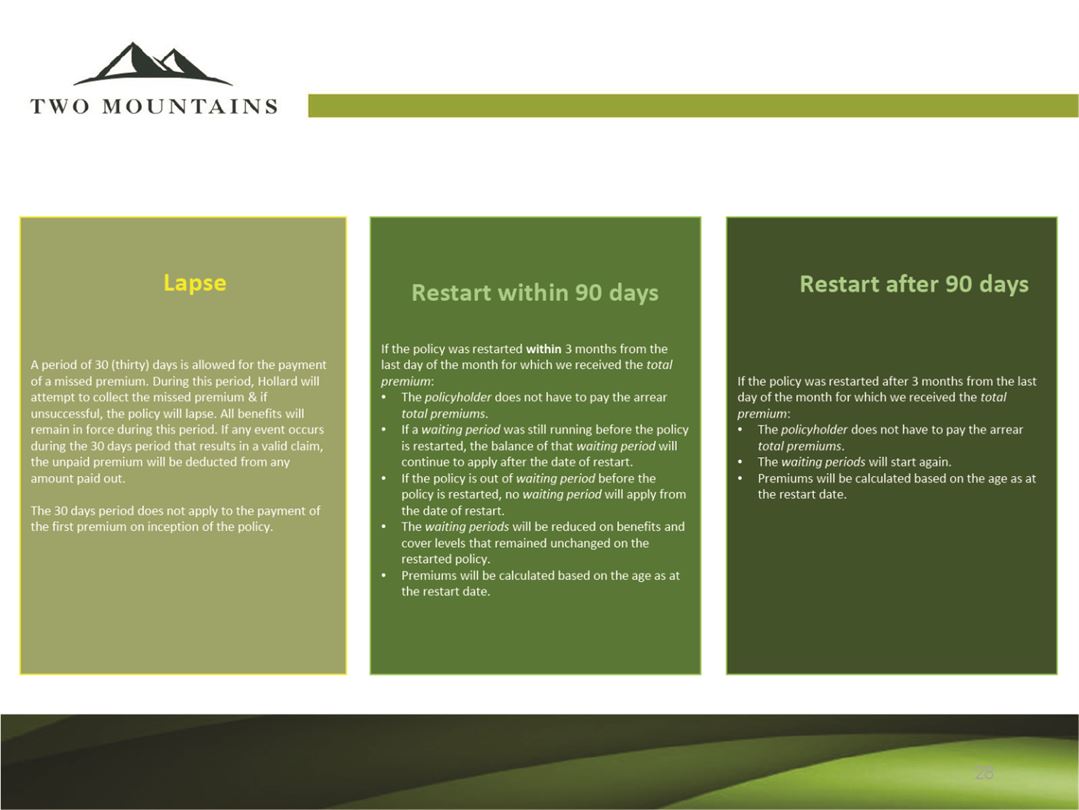 TWO MOUNTAINS
Lapse
A period of 30 (thirty) days is allowed for the payment
of a missed premium. During this period, Hollard will
attempt to collect the missed premium & if
unsuccessful, the policy will lapse. All benefits will
remain in force during this period. If any event occurs
during the 30 days period that results in a valid claim,
the unpaid premium will be deducted from any
amount paid out.
The 30 days period does not apply to the payment of
the first premium on inception of the policy.
Restart within 90 days
If the policy was restarted within 3 months from the
last day of the month for which we received the total
premium:
• The policyholder does not have to pay the arrear
total premiums.
• If a waiting period was still running before the policy
is restarted, the balance of that waiting period will
continue to apply after the date of restart.
• If the policy is out of waiting period before the
policy is restarted, no waiting period will apply from
the date of restart.
• The waiting periods will be reduced on benefits and
cover levels that remained unchanged on the
restarted policy.
• Premiums will be calculated based on the age as at
the restart date.
Restart after 90 days
If the policy was restarted after 3 months from the last
day of the month for which we received the total
premium:
• The policyholder does not have to pay the arrear
total premiums.
• The waiting periods will start again.
• Premiums will be calculated based on the age as at
the restart date.
28